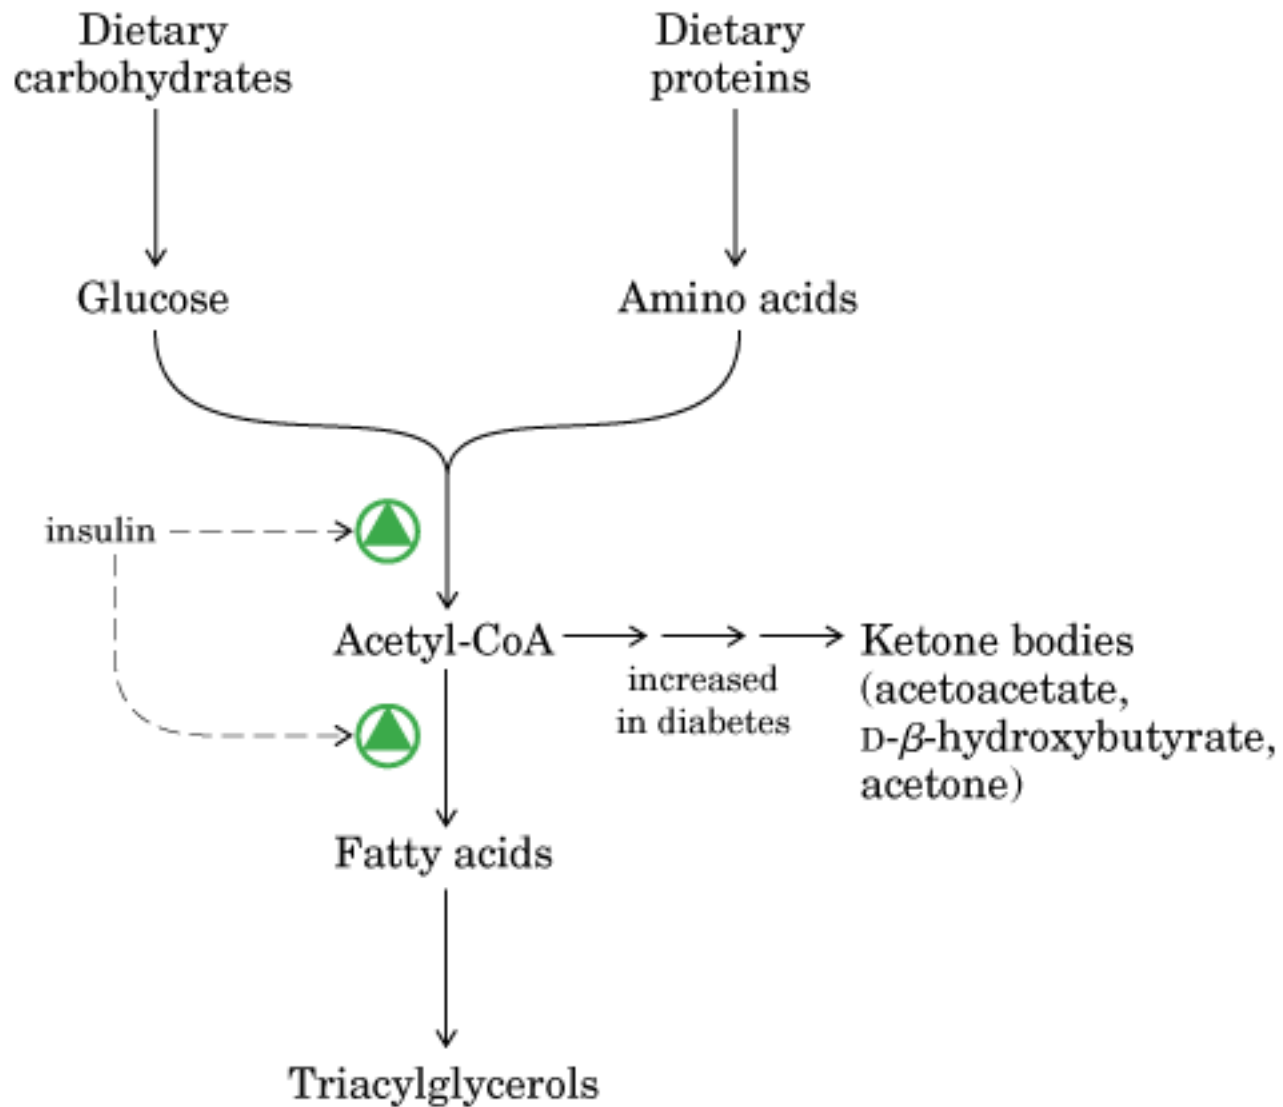 Dietary
carbohydrates
Dietary
proteins
Glucose
Amino acids
insulin
Acetyl-CoA
increased
in diabetes
Ketone bodies
(acetoacetate,
D-β-hydroxybutyrate,
acetone)
Fatty acids
Triacylglycerols